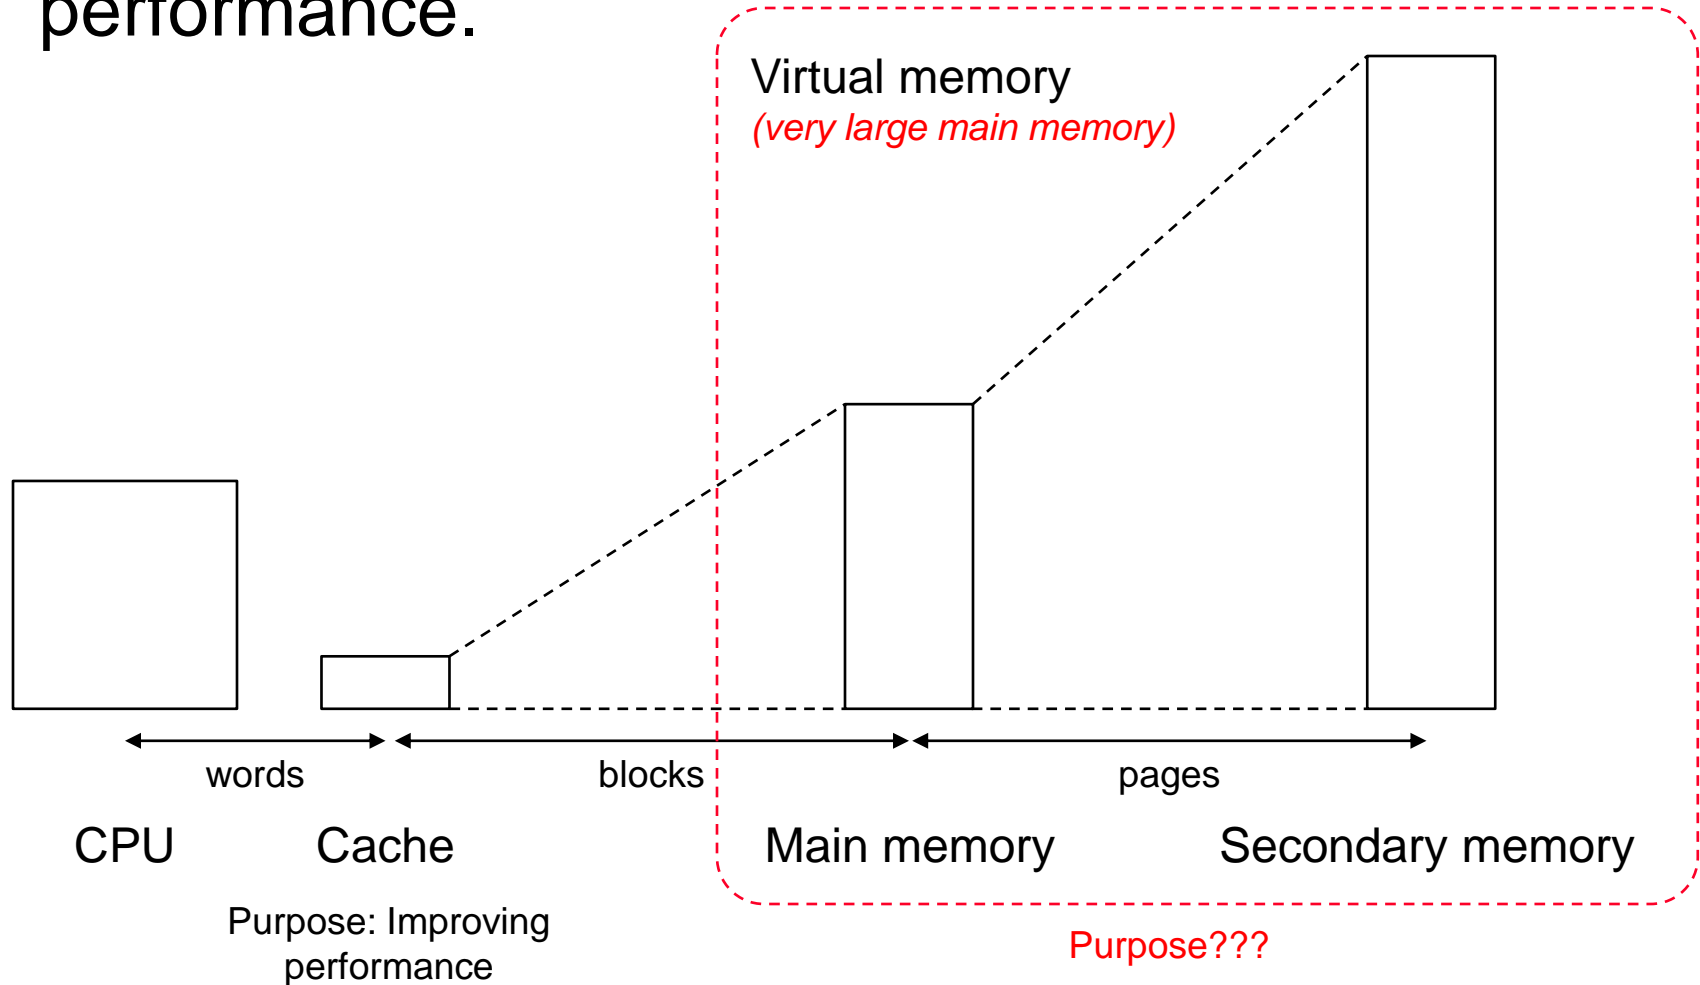 performance.
Virtual memory
(very large main memory)
words
blocks
pages
CPU
Cache
Main memory
Secondary memory
Purpose: Improving
performance
Purpose???